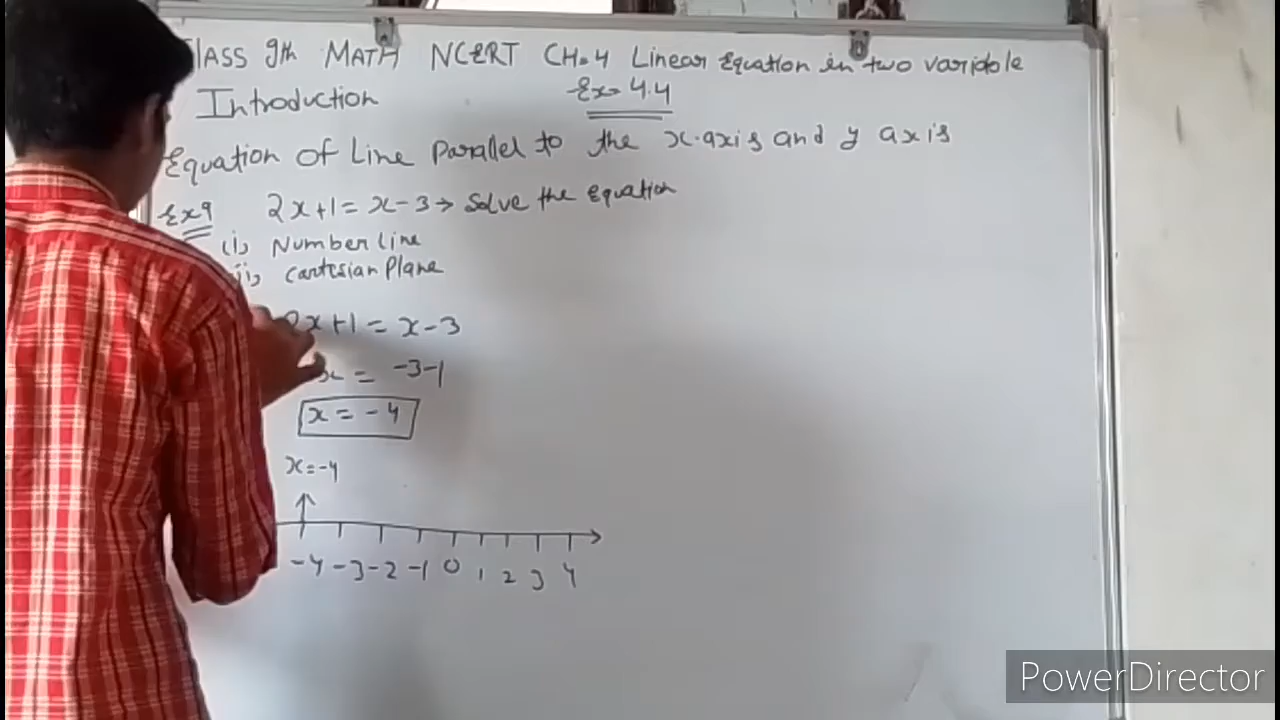 CLASS 9th MATH NCERT CH.4 Linear Equation in two variable
Introduction
Ex 4.4
Equation of Line Parallel to the x-axis and y axis
Ex 9 2x+1=x-3→ Solve the Equation
(i) Number line
(ii) Cartesian Plane
2x+1=x-3
x = -3-1
x = -4
x=-4
-4 -3 -2 -1 0 1 2 3 4
PowerDirector